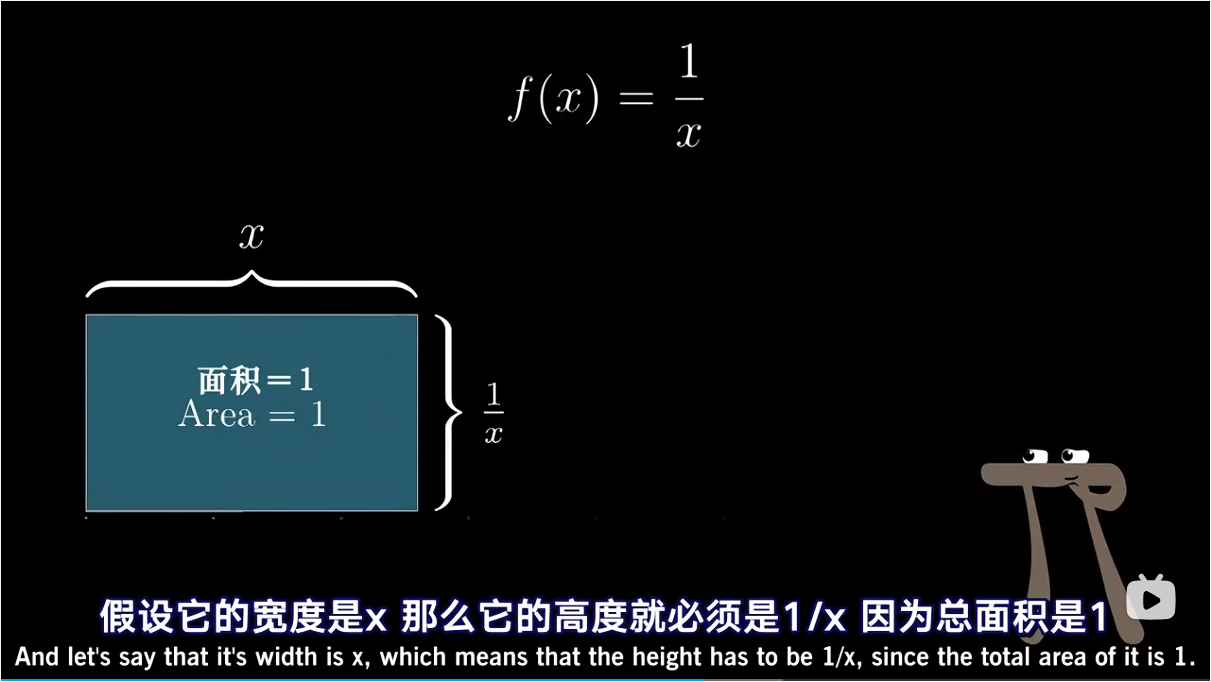 f(x) = 1/x
x
面积=1
Area = 1
1/x
假设它的宽度是x 那么它的高度就必须是1/x 因为总面积是1
And let's say that it's width is x, which means that the height has to be 1/x, since the total area of it is 1.